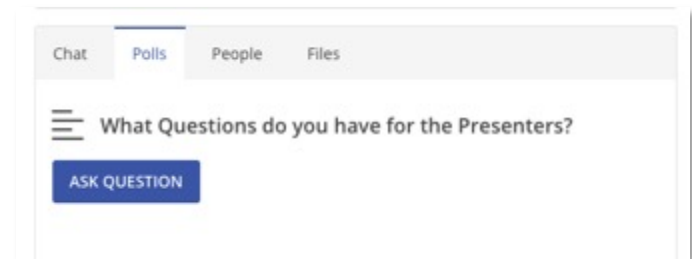 Chat Polls People Files
What Questions do you have for the Presenters?
ASK QUESTION